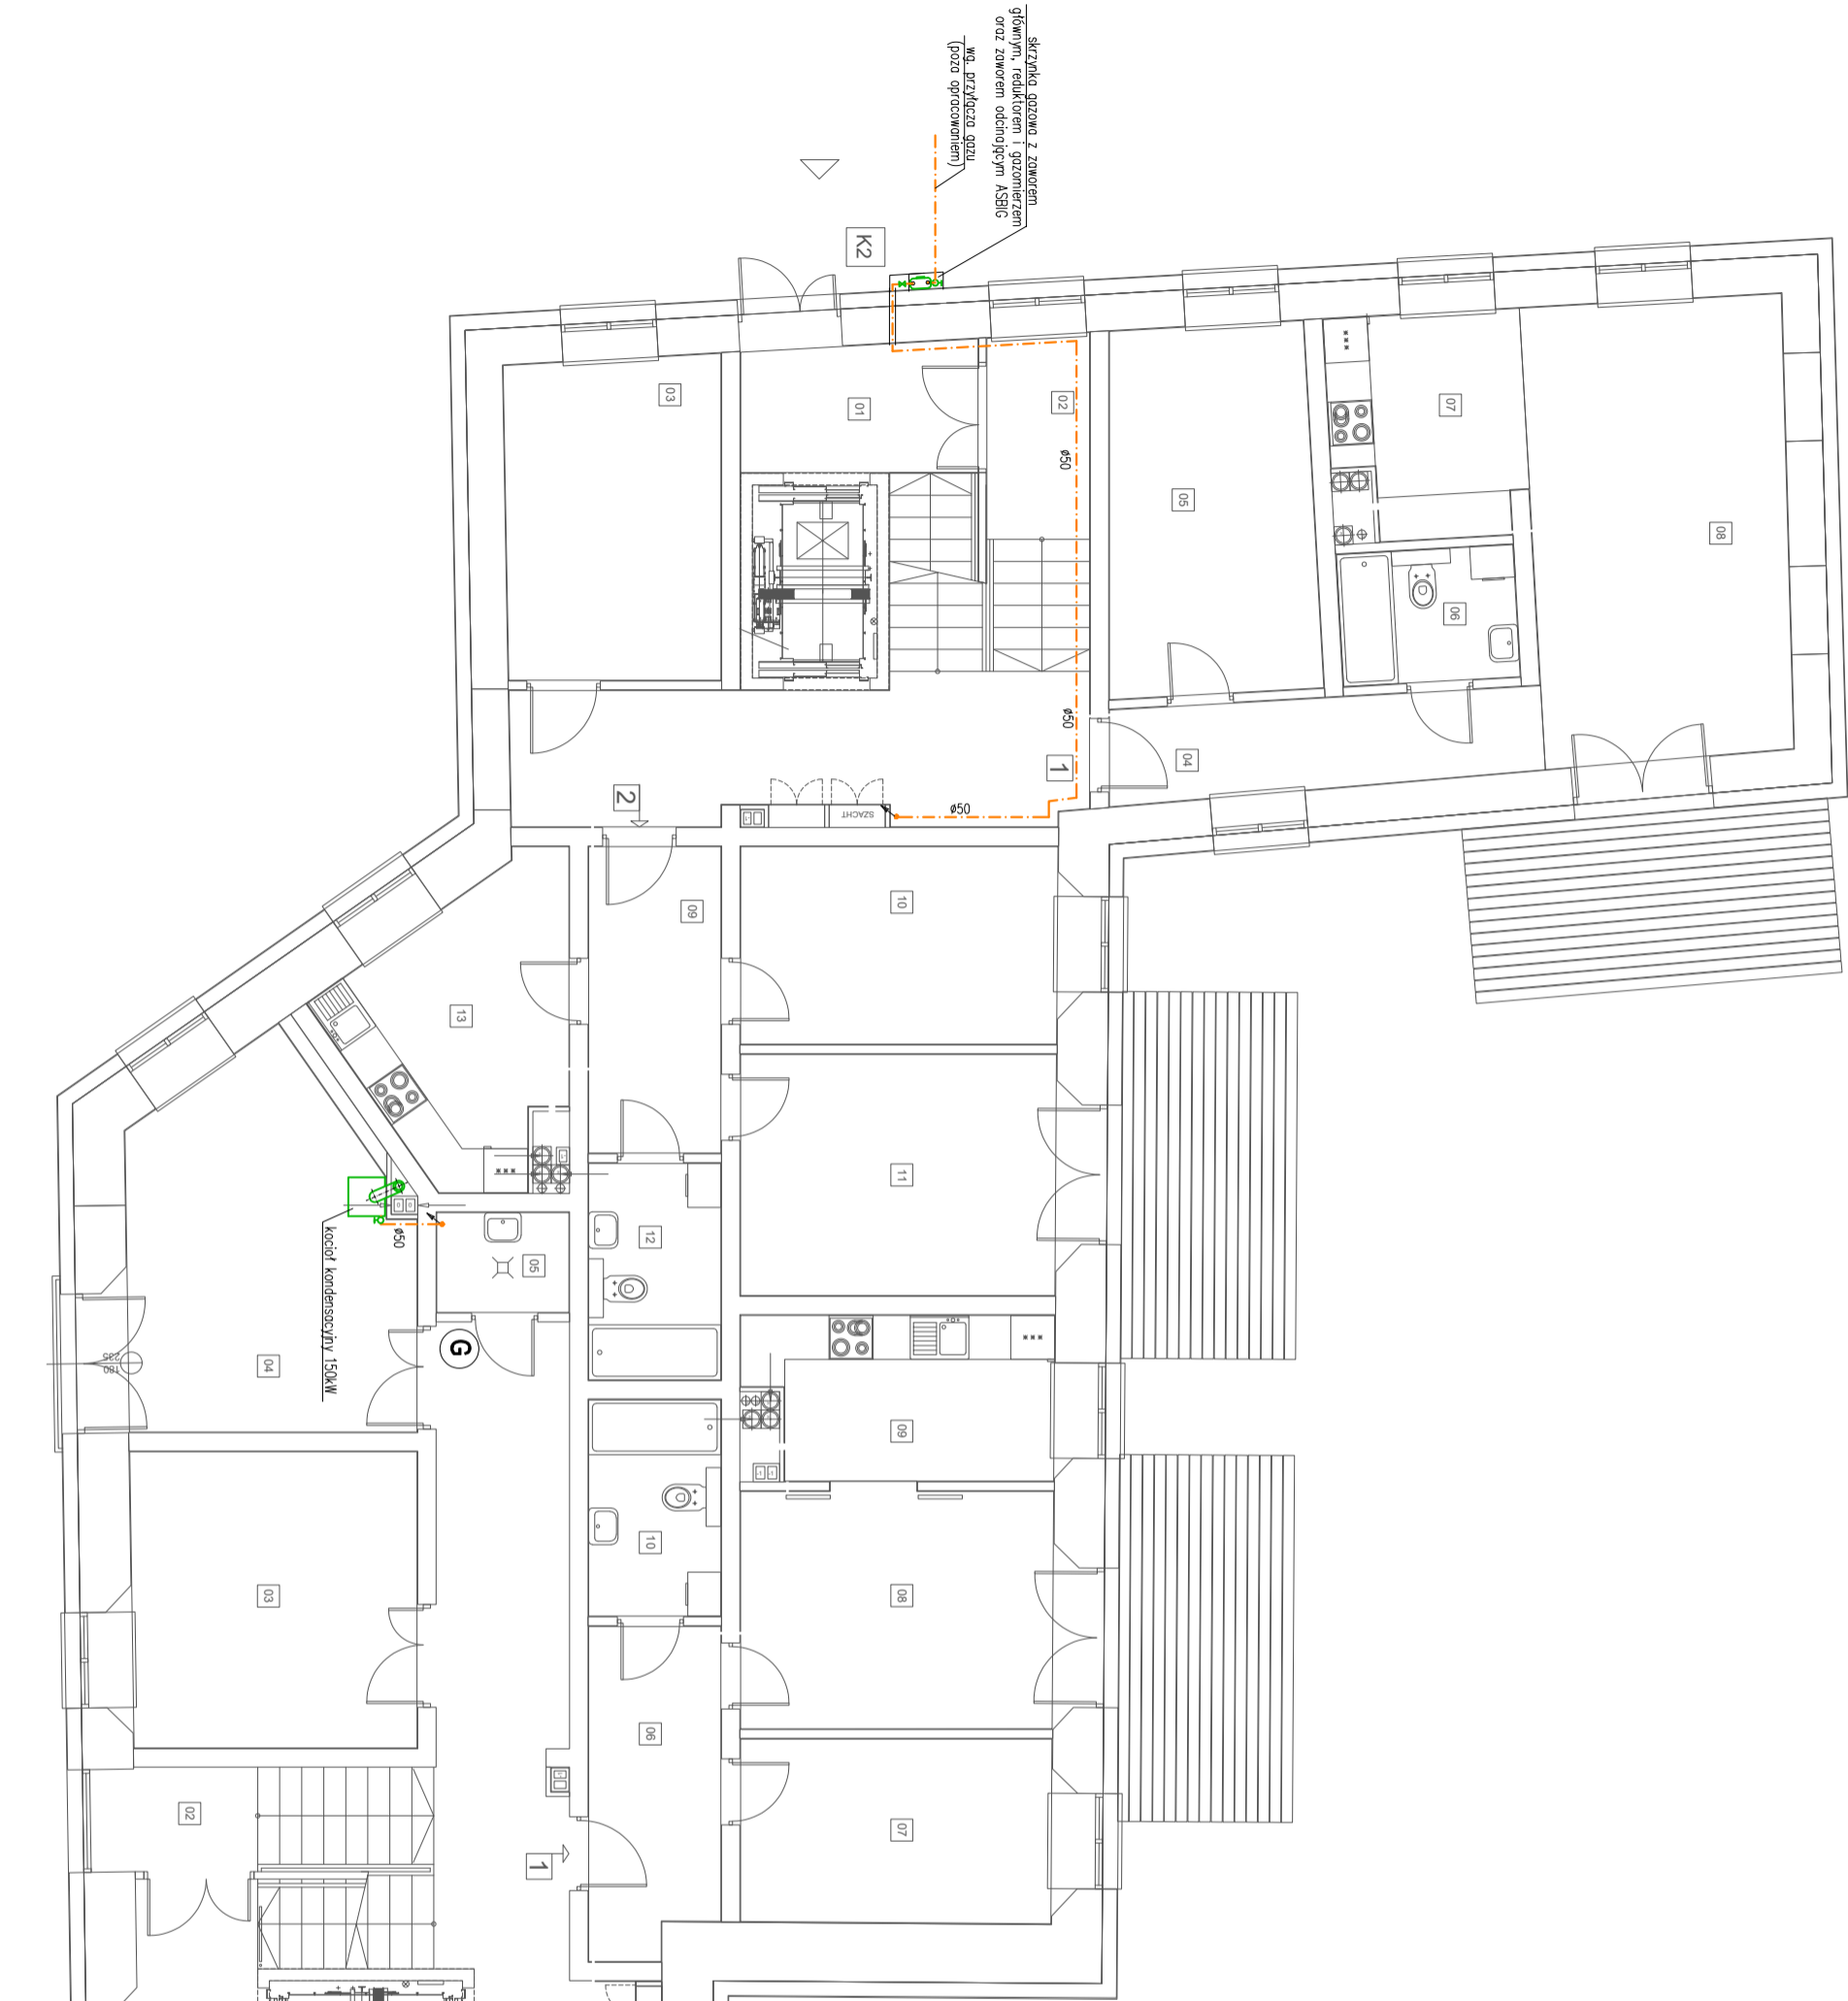 skrzynka gazowa z zaworem
głównym, reduktorem i gazomierzem
oraz zaworem odcinającym ASBIG
wg. przyłącza gazu
(poza opracowaniem)
K2
03
01
02
ø50
05
07
08
06
ø50
1
04
2
SZACHT
ø50
09
10
13
11
12
05
ø50
kocioł kondensacyjny 150kW
G
04
235
180
09
10
08
03
06
07
02
1